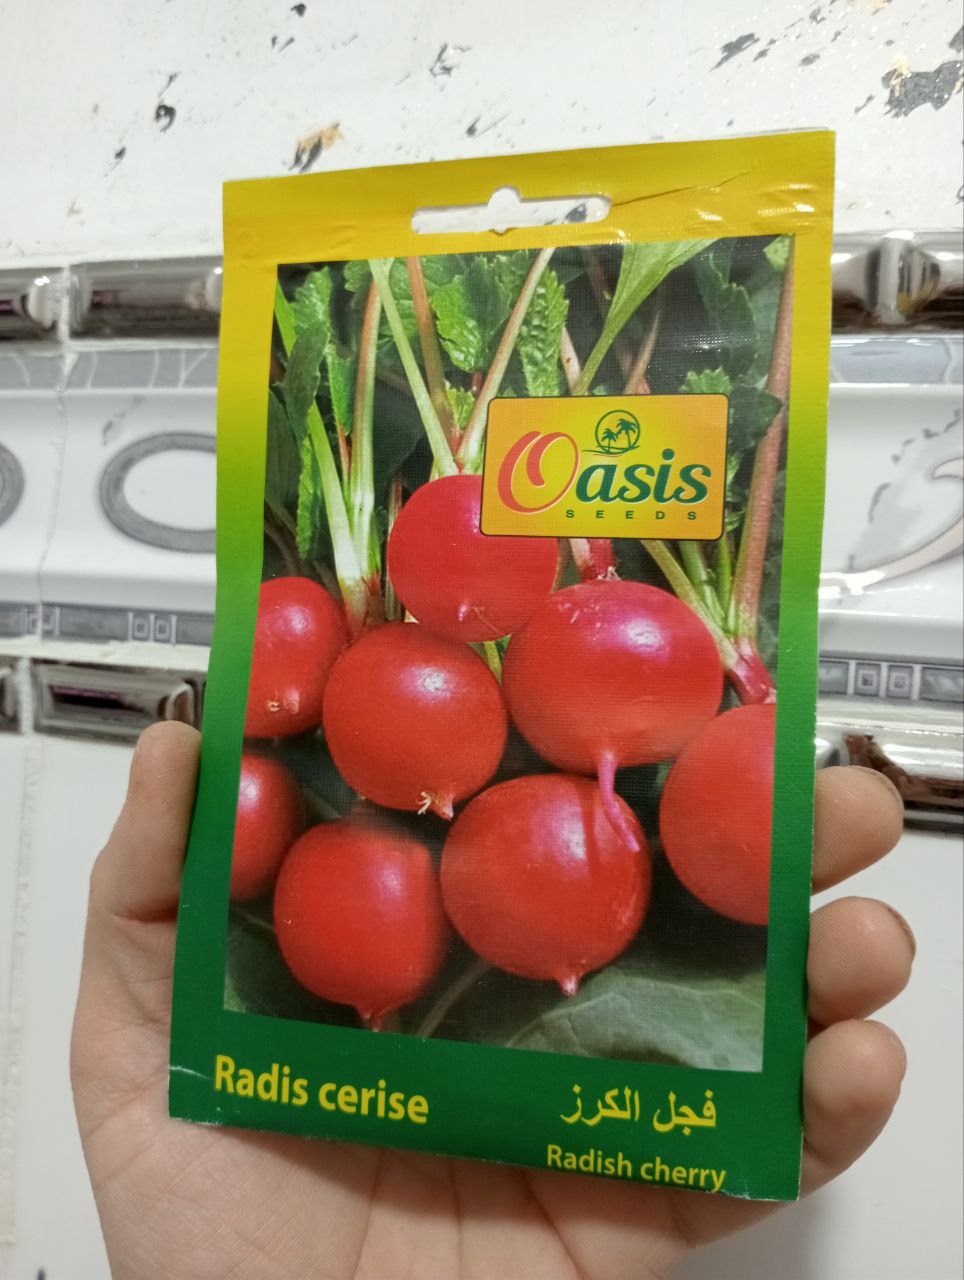 Oasis
SEEDS
Radis cerise
فجل الكرز
Radish cherry